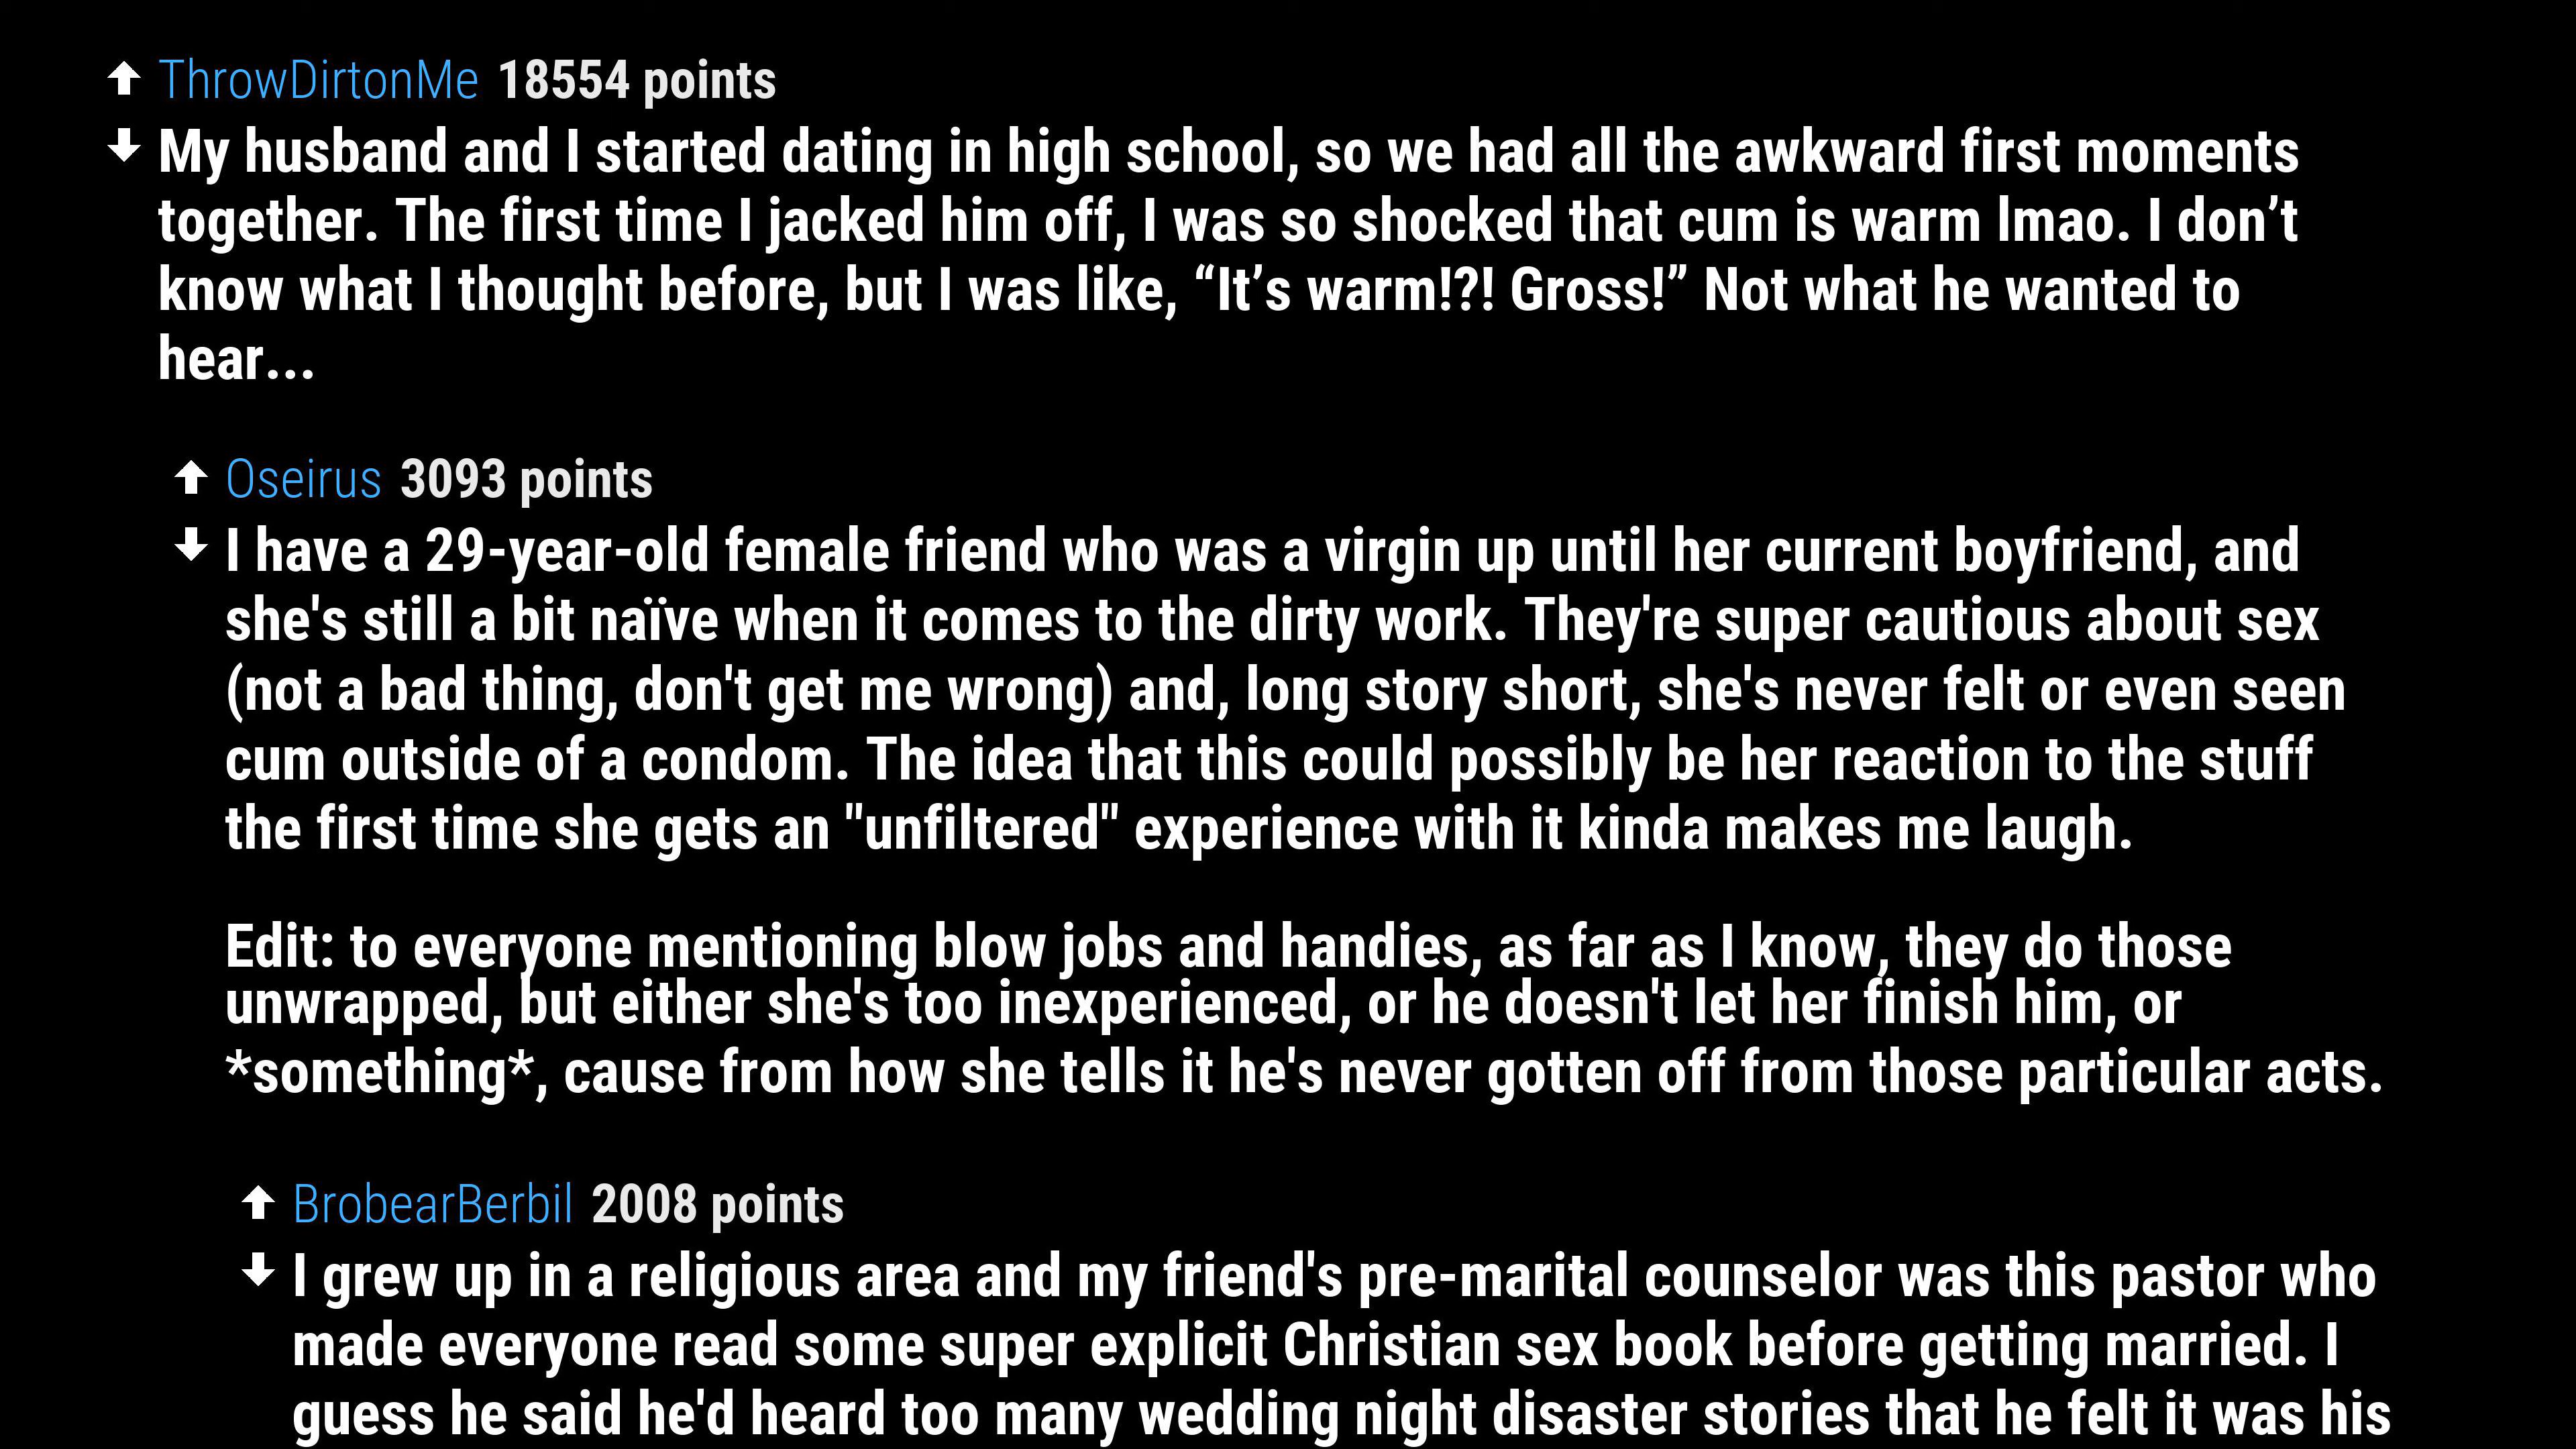 ThrowDirtonMe 18554 points
My husband and I started dating in high school, so we had all the awkward first moments
together. The first time I jacked him off, I was so shocked that cum is warm lmao. I don’t
know what I thought before, but I was like, “It’s warm!?! Gross!” Not what he wanted to
hear...
Oseirus 3093 points
I have a 29-year-old female friend who was a virgin up until her current boyfriend, and
she's still a bit naïve when it comes to the dirty work. They're super cautious about sex
(not a bad thing, don't get me wrong) and, long story short, she's never felt or even seen
cum outside of a condom. The idea that this could possibly be her reaction to the stuff
the first time she gets an "unfiltered" experience with it kinda makes me laugh.
Edit: to everyone mentioning blow jobs and handies, as far as I know, they do those
unwrapped, but either she's too inexperienced, or he doesn't let her finish him, or
*something*, cause from how she tells it he's never gotten off from those particular acts.
BrobearBerbil 2008 points
I grew up in a religious area and my friend's pre-marital counselor was this pastor who
made everyone read some super explicit Christian sex book before getting married. I
guess he said he'd heard too many wedding night disaster stories that he felt it was his